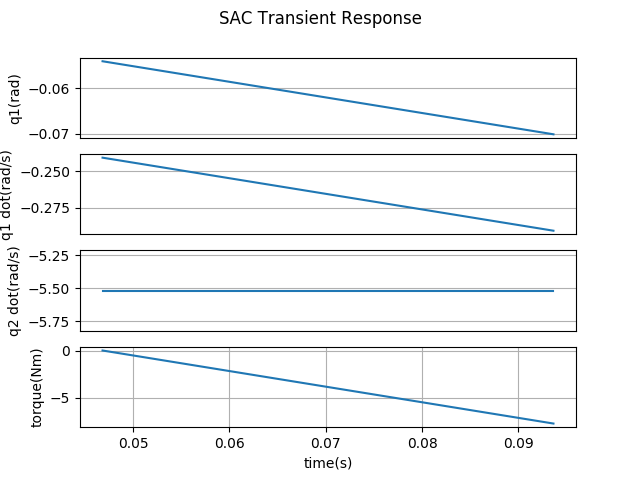 SAC Transient Response
q1(rad)
−0.06
−0.07
q1 dot(rad/s)
−0.250
−0.275
q2 dot(rad/s)
−5.25
−5.50
−5.75
torque(Nm)
0
−5
0.05 0.06 0.07 0.08 0.09
time(s)